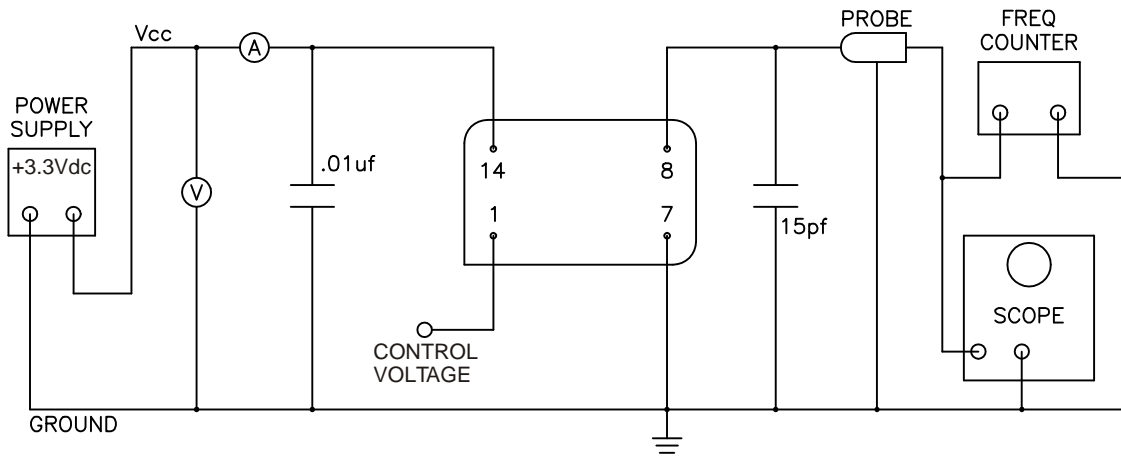 Vcc
A
POWER
SUPPLY
+3.3Vdc
V
.01uf
14
8
1
7
15pf
CONTROL
VOLTAGE
GROUND
PROBE
FREQ
COUNTER
SCOPE